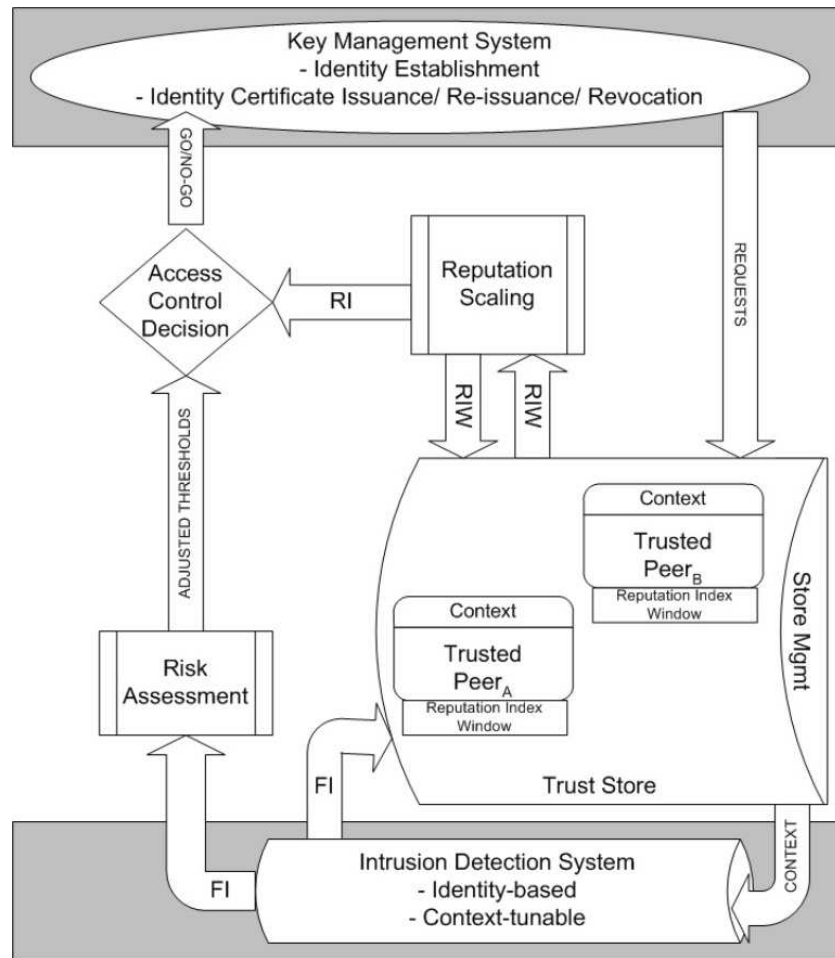 Key Management System
- Identity Establishment
- Identity Certificate Issuance/ Re-issuance/ Revocation
GO/NO-GO
REQUESTS
Access
Control
Decision
RI
Reputation
Scaling
RIW
RIW
ADJUSTED THRESHOLDS
Context
Trusted
PeerB
Reputation Index
Window
Store Mgmt
Context
Trusted
PeerA
Reputation Index
Window
Risk
Assessment
FI
Trust Store
CONTEXT
FI
Intrusion Detection System
- Identity-based
- Context-tunable